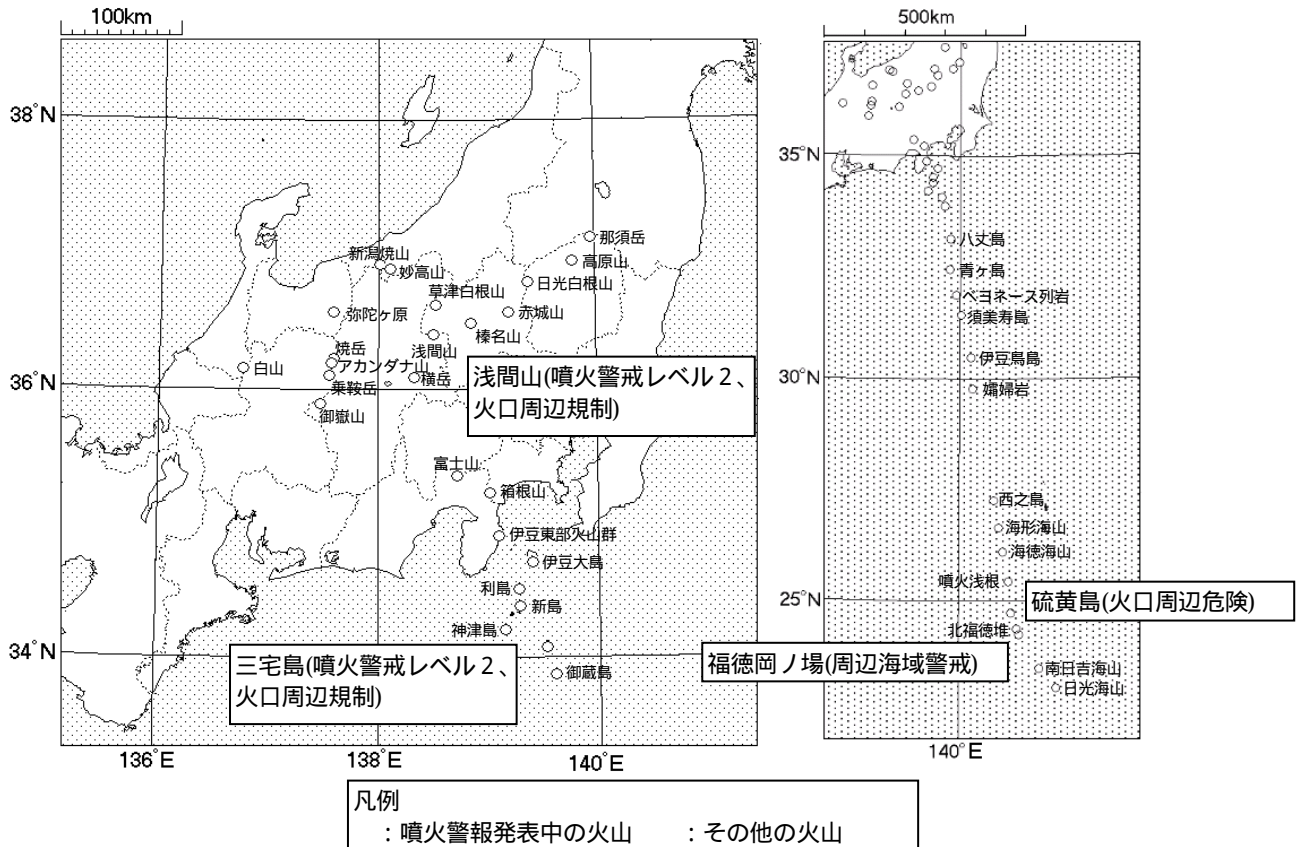 100km
500km
38°N
36°N
34°N
136°E
138°E
140°E
35°N
30°N
25°N
140°E
那須岳
高原山
日光白根山
新潟焼山
妙高山
草津白根山
赤城山
榛名山
弥陀ヶ原
浅間山
焼岳
アカンダナ山
白山
横岳
乗鞍岳
御嶽山
浅間山(噴火警戒レベル2、
火口周辺規制)
富士山
箱根山
伊豆東部火山群
伊豆大島
利島
新島
神津島
御蔵島
三宅島(噴火警戒レベル2、
火口周辺規制)
八丈島
青ヶ島
ベヨネース列岩
須美寿島
伊豆鳥島
孀婦岩
西之島
海形海山
海徳海山
噴火浅根
硫黄島(火口周辺危険)
北福徳堆
福徳岡ノ場(周辺海域警戒)
南日吉海山
日光海山
凡例
:噴火警報発表中の火山 :その他の火山